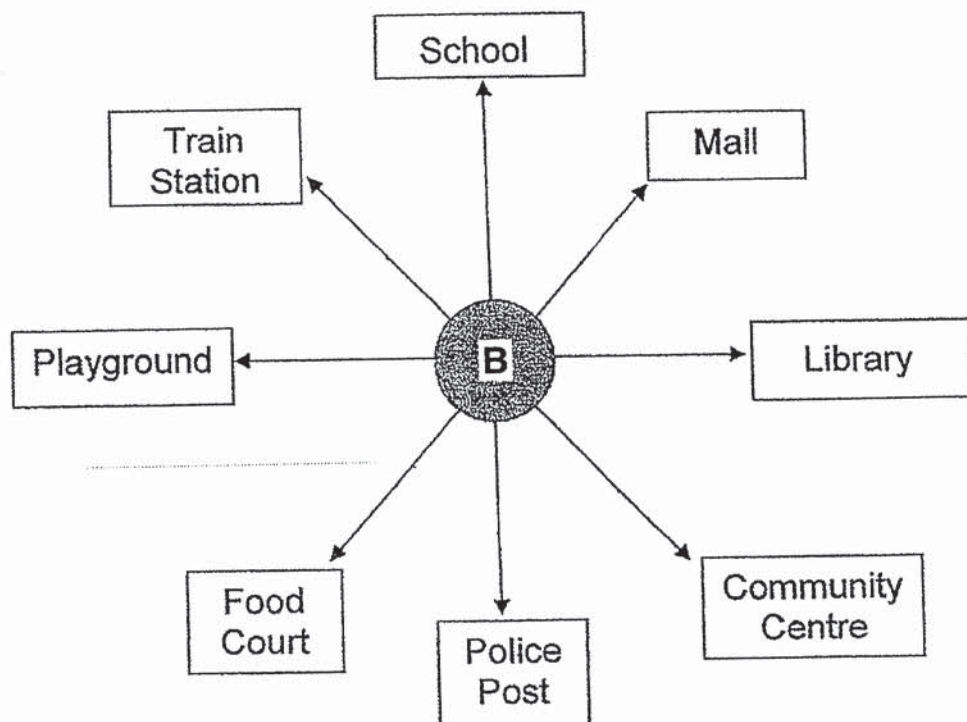 School
Train
Station
Mall
Playground
B
Library
Food
Court
Police
Post
Community
Centre